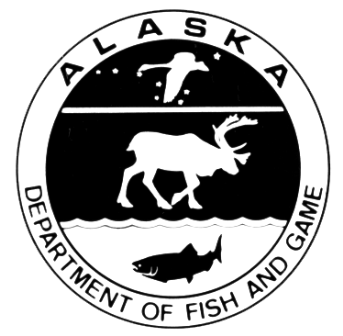 ALASKA
DEPARTMENT OF FISH AND GAME